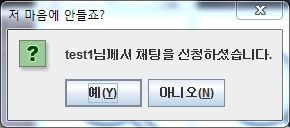 저 마음에 안들죠?
?
test1님께서 채팅을 신청하셨습니다.
예(Y)
아니오(N)